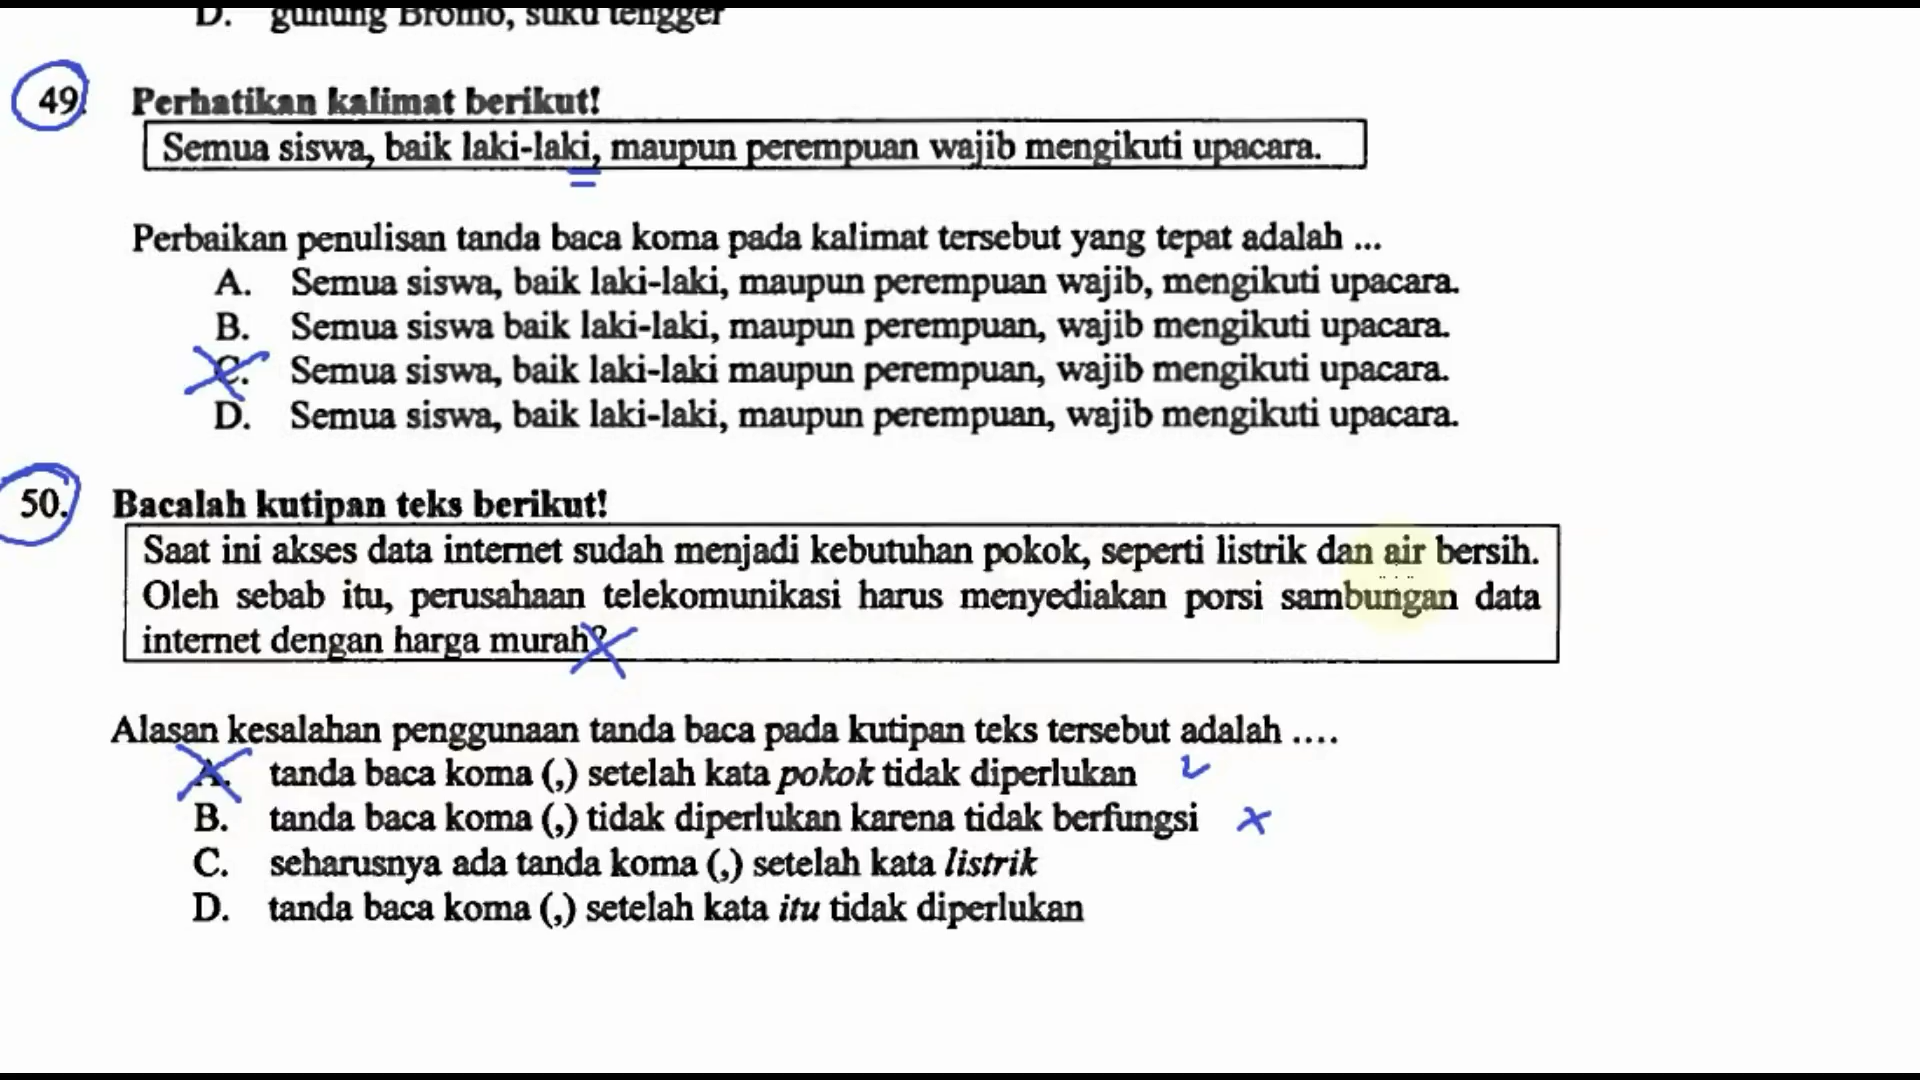 D. gunung Bromo, suku tengger
49. Perhatikan kalimat berikut!
Semua siswa, baik laki-laki, maupun perempuan wajib mengikuti upacara.
Perbaikan penulisan tanda baca koma pada kalimat tersebut yang tepat adalah ...
A. Semua siswa, baik laki-laki, maupun perempuan wajib, mengikuti upacara.
B. Semua siswa baik laki-laki, maupun perempuan, wajib mengikuti upacara.
C. Semua siswa, baik laki-laki maupun perempuan, wajib mengikuti upacara.
D. Semua siswa, baik laki-laki, maupun perempuan, wajib mengikuti upacara.
50. Bacalah kutipan teks berikut!
Saat ini akses data internet sudah menjadi kebutuhan pokok, seperti listrik dan air bersih.
Oleh sebab itu, perusahaan telekomunikasi harus menyediakan porsi sambungan data
internet dengan harga murah?
Alasan kesalahan penggunaan tanda baca pada kutipan teks tersebut adalah ....
A. tanda baca koma (,) setelah kata pokok tidak diperlukan
B. tanda baca koma (,) tidak diperlukan karena tidak berfungsi
C. seharusnya ada tanda koma (,) setelah kata listrik
D. tanda baca koma (,) setelah kata itu tidak diperlukan